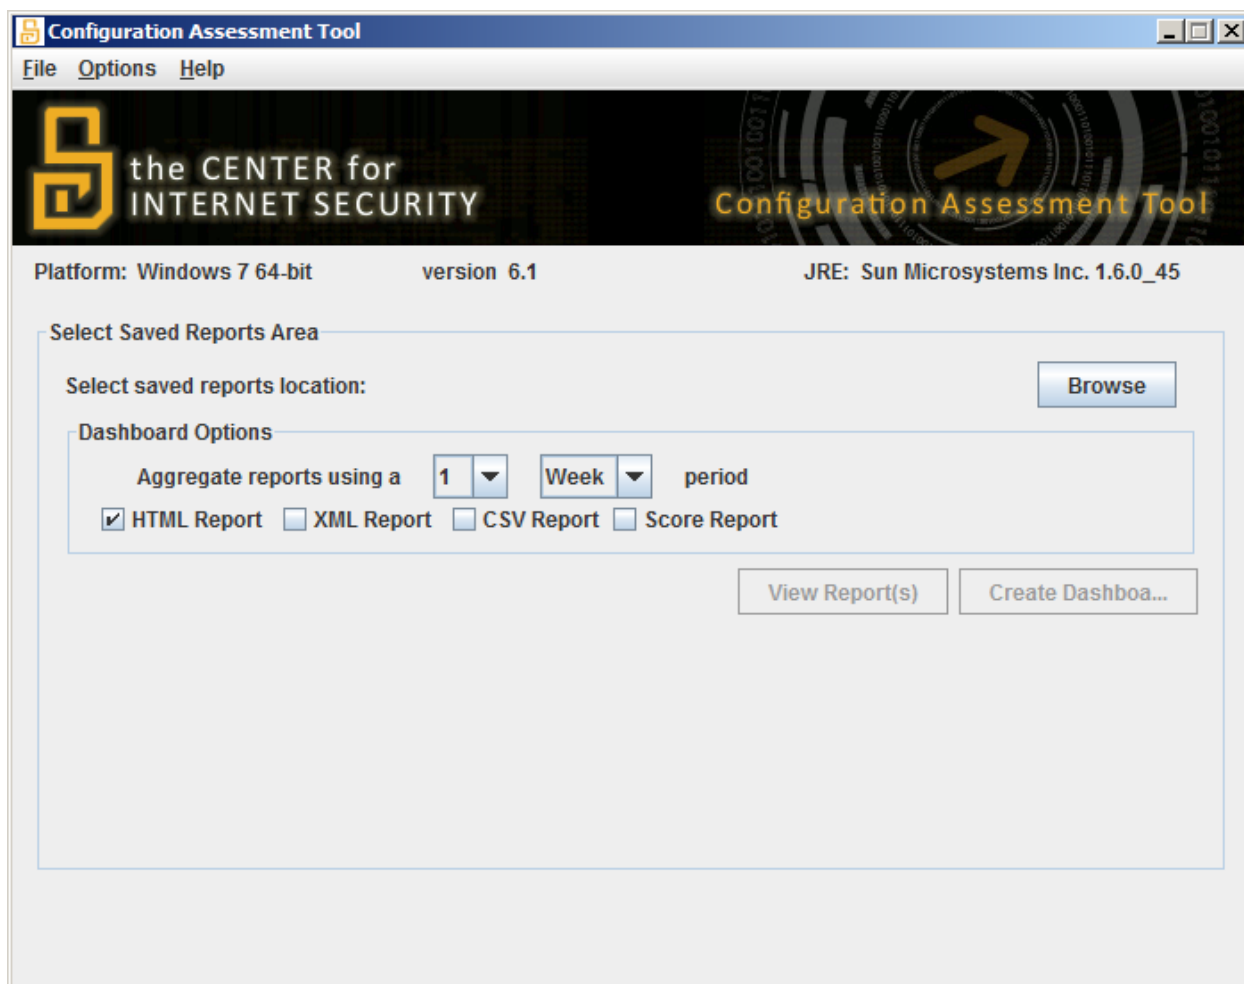 Configuration Assessment Tool
File Options Help
the CENTER for
INTERNET SECURITY
Configuration Assessment Tool
Platform: Windows 7 64-bit version 6.1 JRE: Sun Microsystems Inc. 1.6.0_45
Select Saved Reports Area
Select saved reports location: Browse
Dashboard Options
Aggregate reports using a 1 Week period
HTML Report XML Report CSV Report Score Report
View Report(s) Create Dashboa...